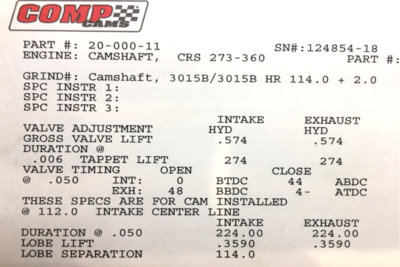 COMP
CAMS
PART #: 20-000-11 SN#:124854-18
ENGINE: CAMSHAFT, CRS 273-360 PART #:
GRIND#: Camshaft, 3015B/3015B HR 114.0 + 2.0
SPC INSTR 1:
SPC INSTR 2:
SPC INSTR 3:
INTAKE EXHAUST
VALVE ADJUSTMENT HYD HYD
GROSS VALVE LIFT .574 .574
DURATION @
.006 TAPPET LIFT 274 274
VALVE TIMING OPEN CLOSE
@ .050 INT: 0 BTDC 44 ABDC
EXH: 48 BBDC 4- ATDC
THESE SPECS ARE FOR CAM INSTALLED
@ 112.0 INTAKE CENTER LINE
INTAKE EXHAUST
DURATION @ .050 224.00 224.00
LOBE LIFT .3590 .3590
LOBE SEPARATION 114.0